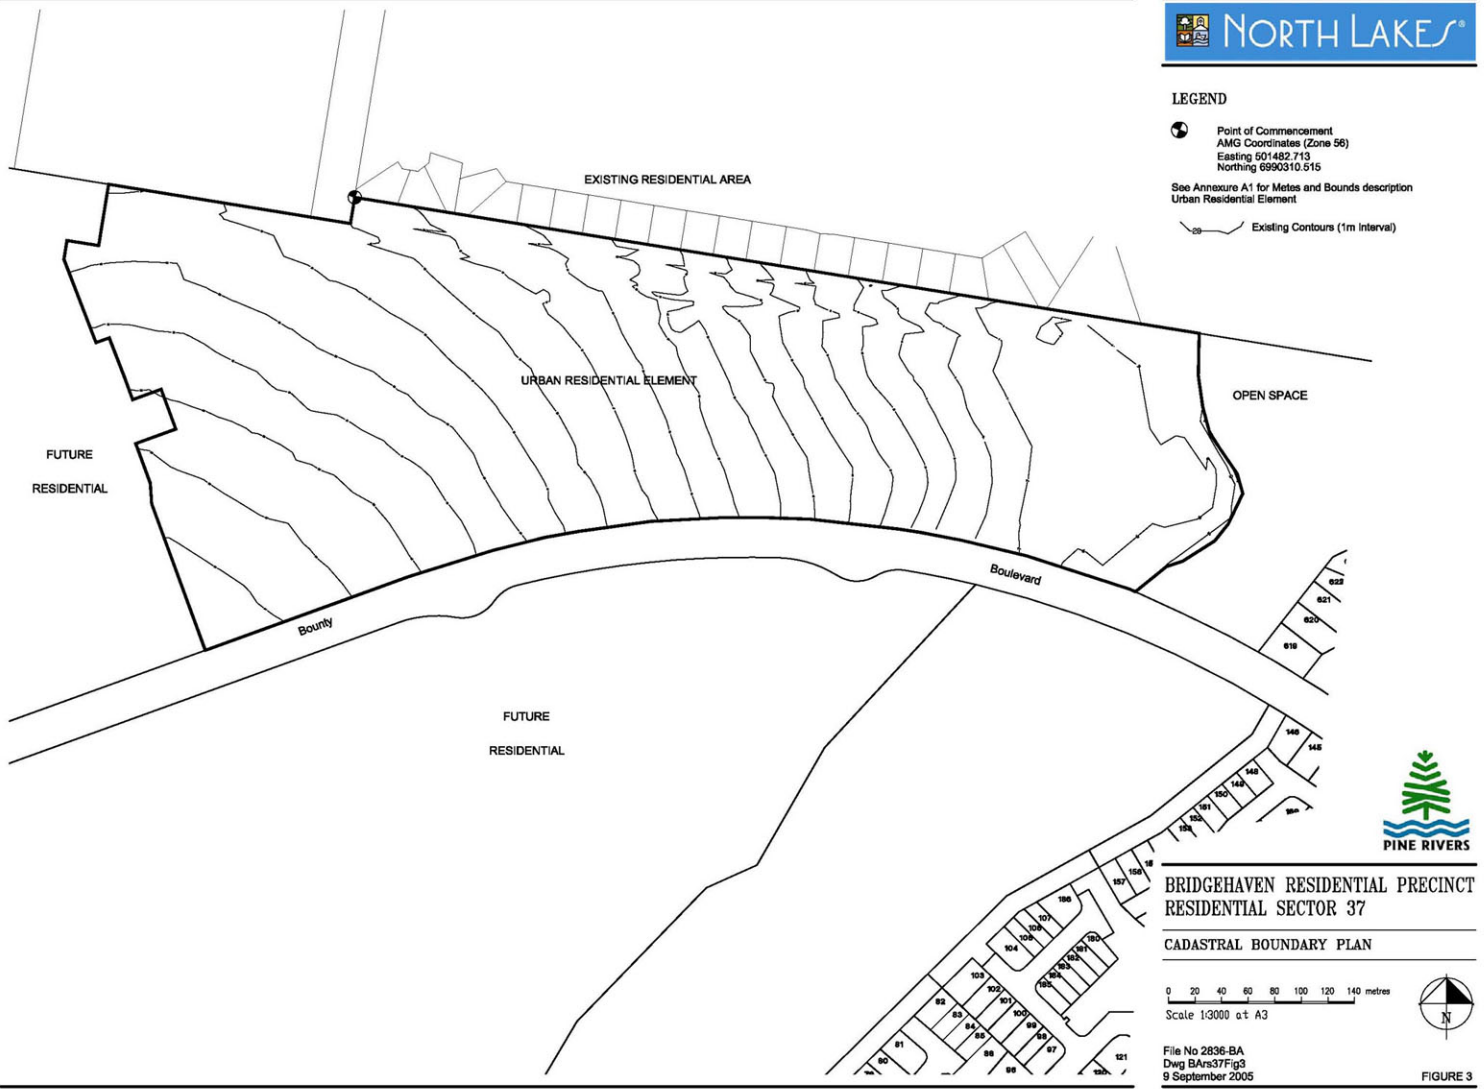 NORTH LAKES®
LEGEND
Point of Commencement
AMG Coordinates (Zone 56)
Easting 501482.713
Northing 6990310.515
See Annexure A1 for Metes and Bounds description
Urban Residential Element
Existing Contours (1m interval)
EXISTING RESIDENTIAL AREA
URBAN RESIDENTIAL ELEMENT
OPEN SPACE
FUTURE
RESIDENTIAL
Bounty
Boulevard
FUTURE
RESIDENTIAL
622
621
620
619
146
145
148
149
150
151
152
157
156
107
104
180
181
182
103
102
101
100
99
98
97
96
82
83
84
85
86
81
80
121
PINE RIVERS
BRIDGEHAVEN RESIDENTIAL PRECINCT
RESIDENTIAL SECTOR 37
CADASTRAL BOUNDARY PLAN
0 20 40 60 80 100 120 140 metres
Scale 1:3000 at A3
N
File No 2836-BA
Dwg BArs37Fig3
9 September 2005
FIGURE 3